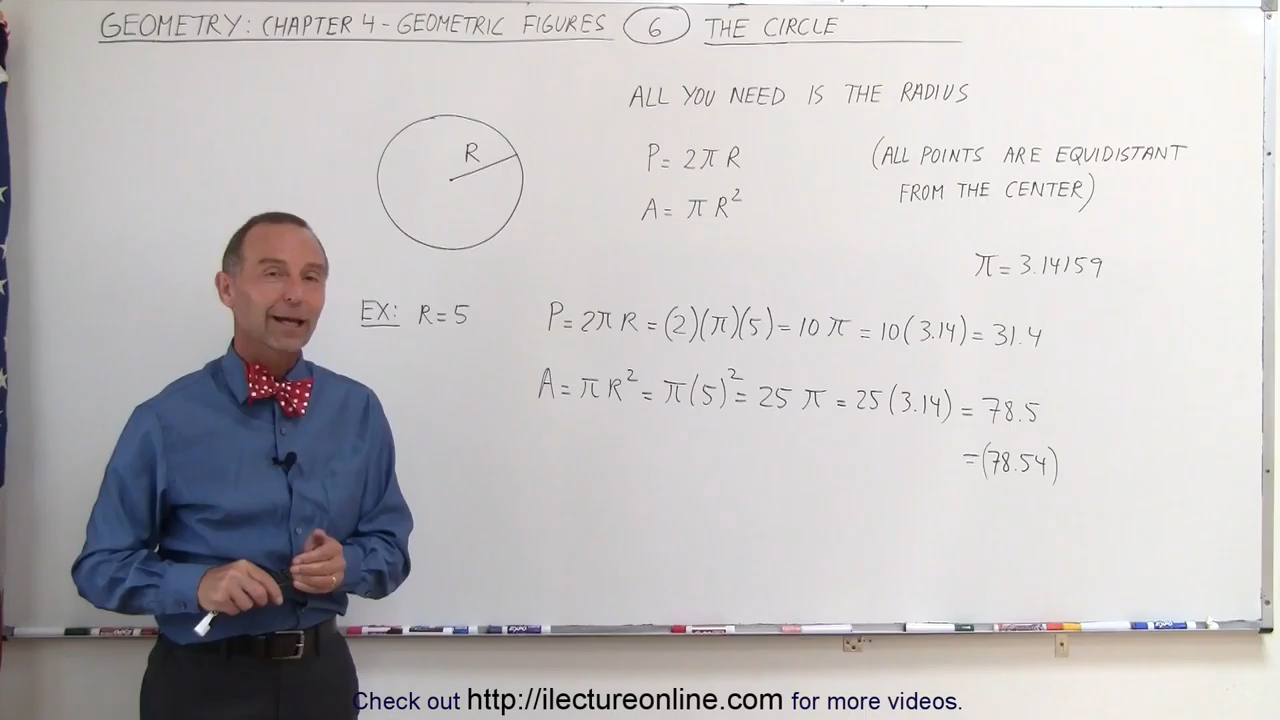 GEOMETRY: CHAPTER 4 - GEOMETRIC FIGURES 6 THE CIRCLE
ALL YOU NEED IS THE RADIUS
R
P = 2π R
(ALL POINTS ARE EQUIDISTANT
FROM THE CENTER)
A = π R²
π = 3.14159
EX: R = 5
P = 2π R = (2)(π)(5) = 10 π = 10 (3.14) = 31.4
A = π R² = π(5)² = 25 π = 25 (3.14) = 78.5
= (78.54)
EXPO
Check out http://ilectureonline.com for more videos.